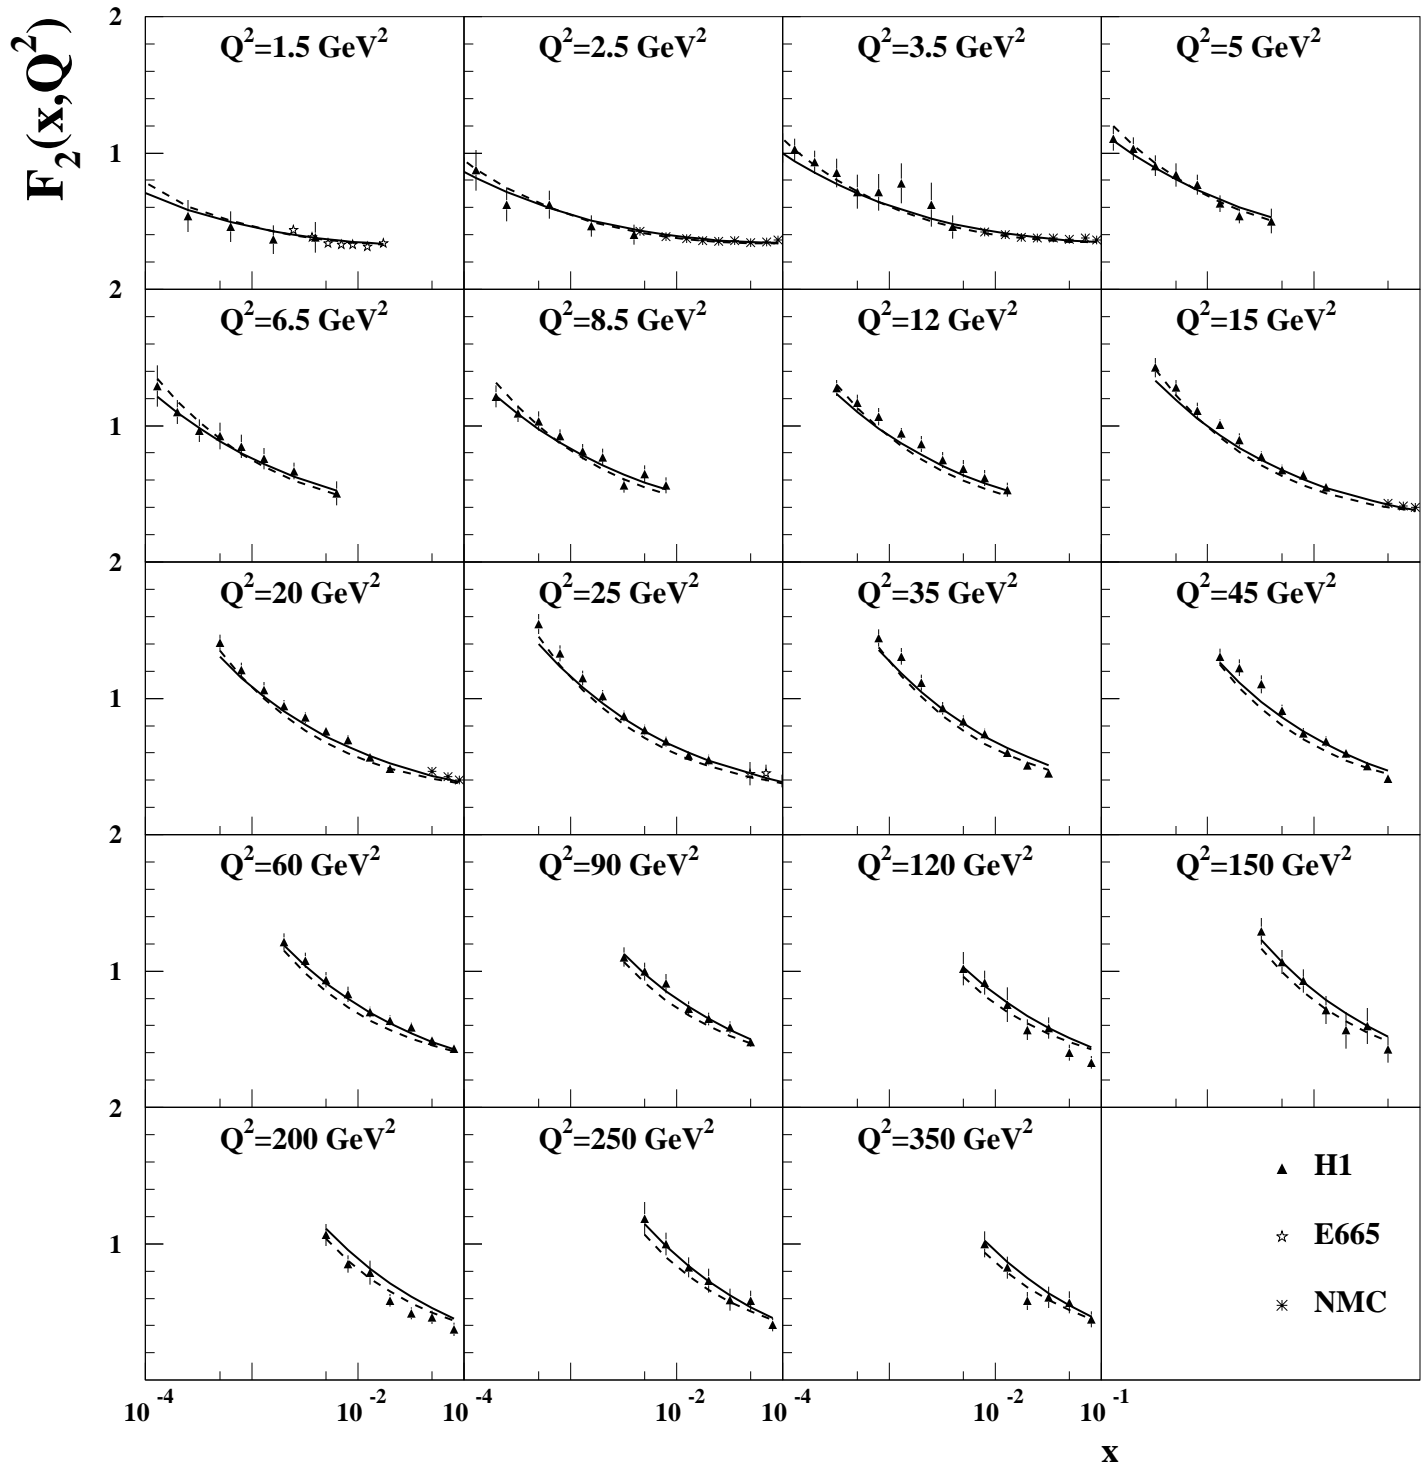 F₂(x,Q²)
2
Q²=1.5 GeV²
Q²=2.5 GeV²
Q²=3.5 GeV²
Q²=5 GeV²
1
2
Q²=6.5 GeV²
Q²=8.5 GeV²
Q²=12 GeV²
Q²=15 GeV²
1
2
Q²=20 GeV²
Q²=25 GeV²
Q²=35 GeV²
Q²=45 GeV²
1
2
Q²=60 GeV²
Q²=90 GeV²
Q²=120 GeV²
Q²=150 GeV²
1
2
Q²=200 GeV²
Q²=250 GeV²
Q²=350 GeV²
H1
E665
NMC
1
10⁻⁴ 10⁻² 10⁻⁴ 10⁻² 10⁻⁴ 10⁻² 10⁻¹
x